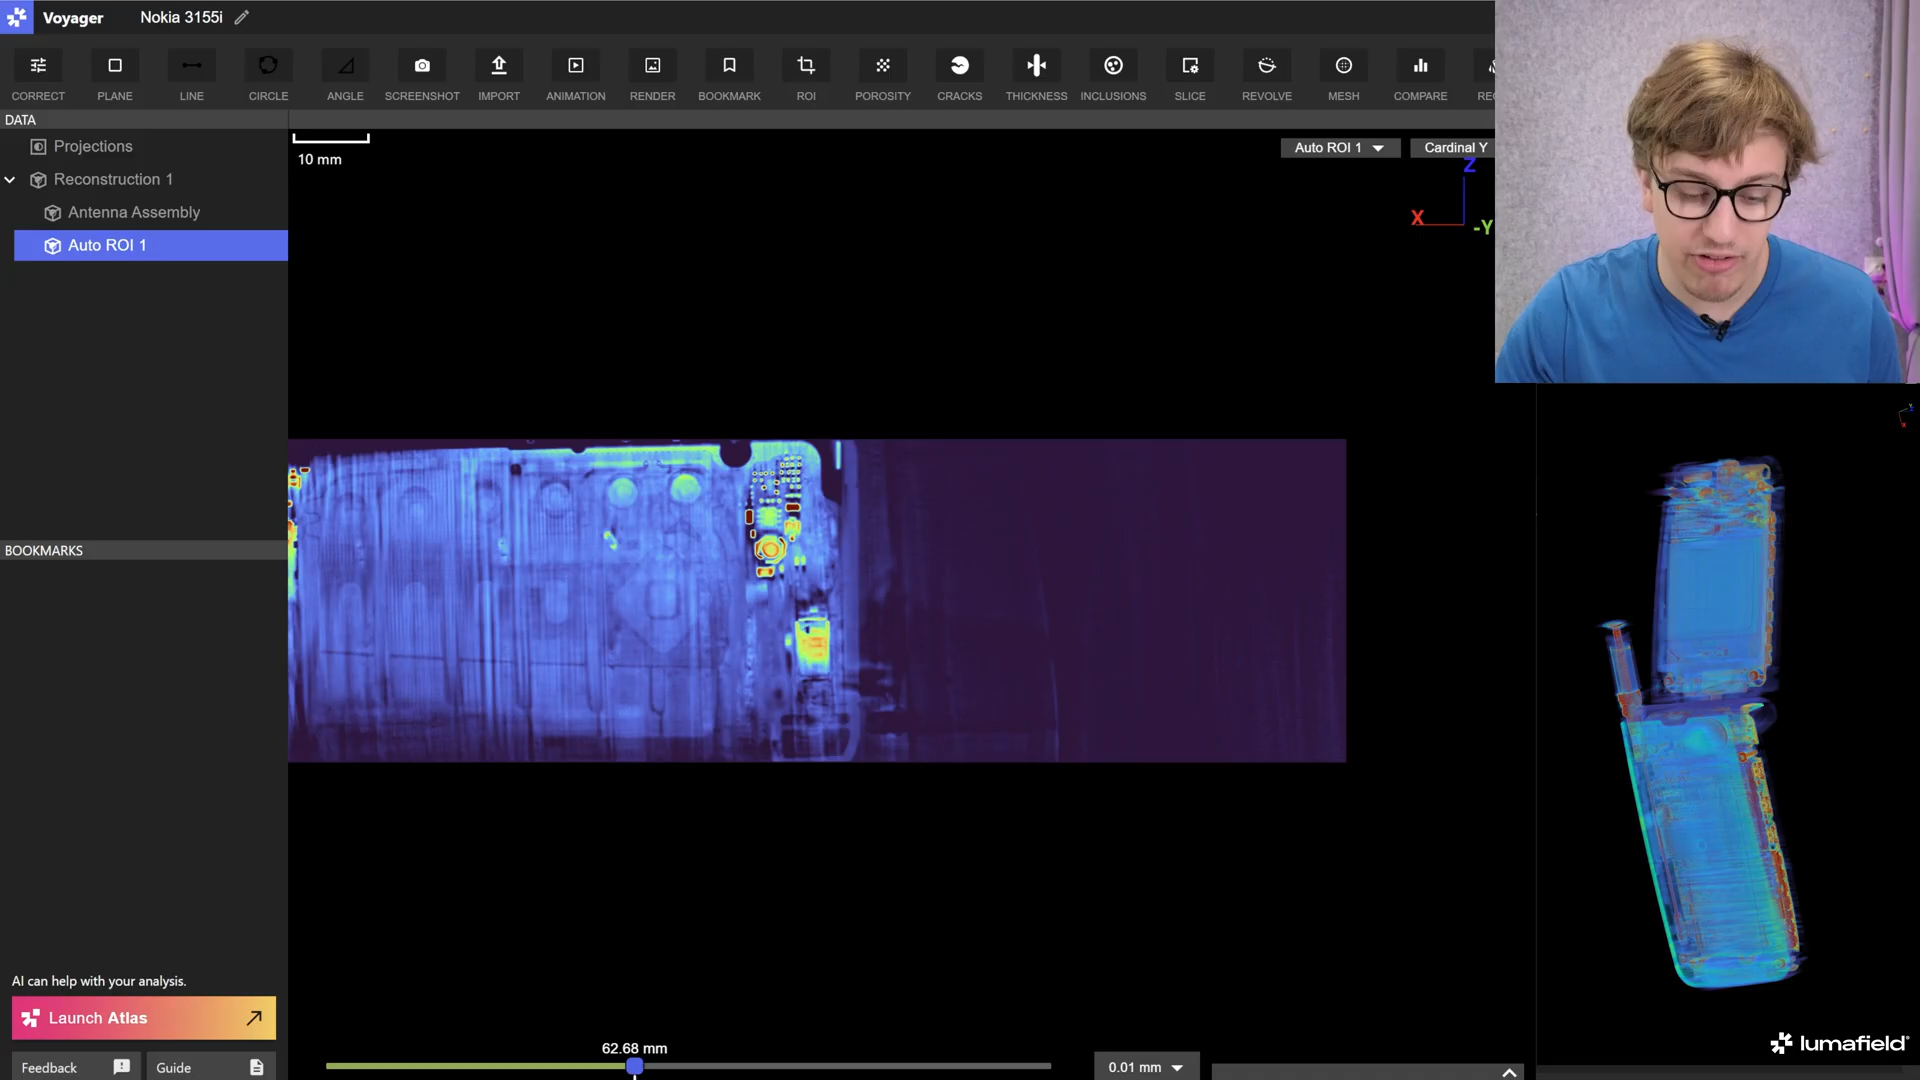 Voyager
Nokia 3155i
CORRECT
PLANE
LINE
CIRCLE
ANGLE
SCREENSHOT
IMPORT
ANIMATION
RENDER
BOOKMARK
ROI
POROSITY
CRACKS
THICKNESS
INCLUSIONS
SLICE
REVOLVE
MESH
COMPARE
DATA
Projections
Reconstruction 1
Antenna Assembly
Auto ROI 1
10 mm
Auto ROI 1
Cardinal Y
Z
X
-Y
BOOKMARKS
AI can help with your analysis.
Launch Atlas
Feedback
Guide
62.68 mm
0.01 mm
lumafield